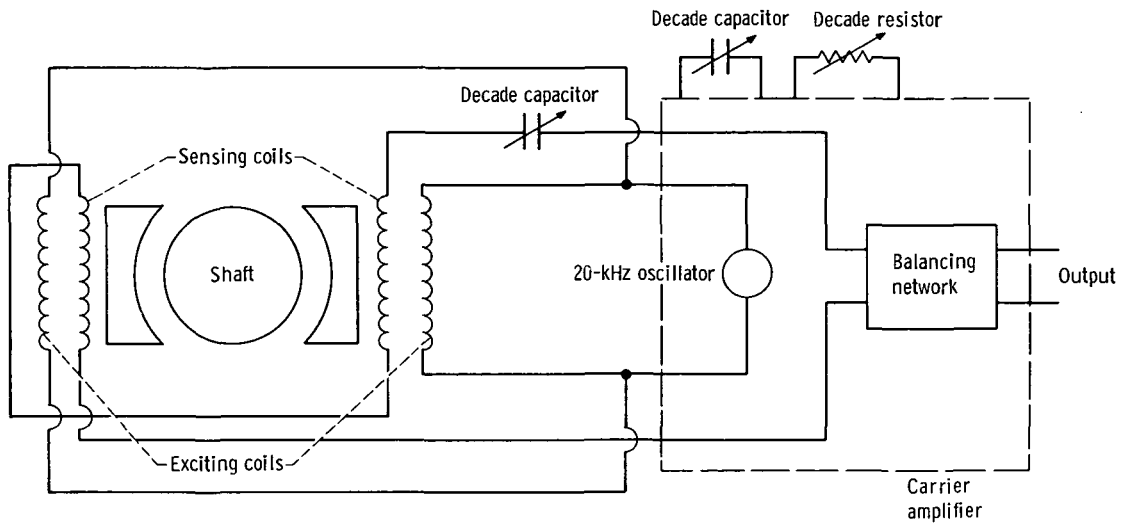 Decade capacitor
Decade resistor
Decade capacitor
Sensing coils
Shaft
20-kHz oscillator
Balancing
network
Output
Exciting coils
Carrier
amplifier